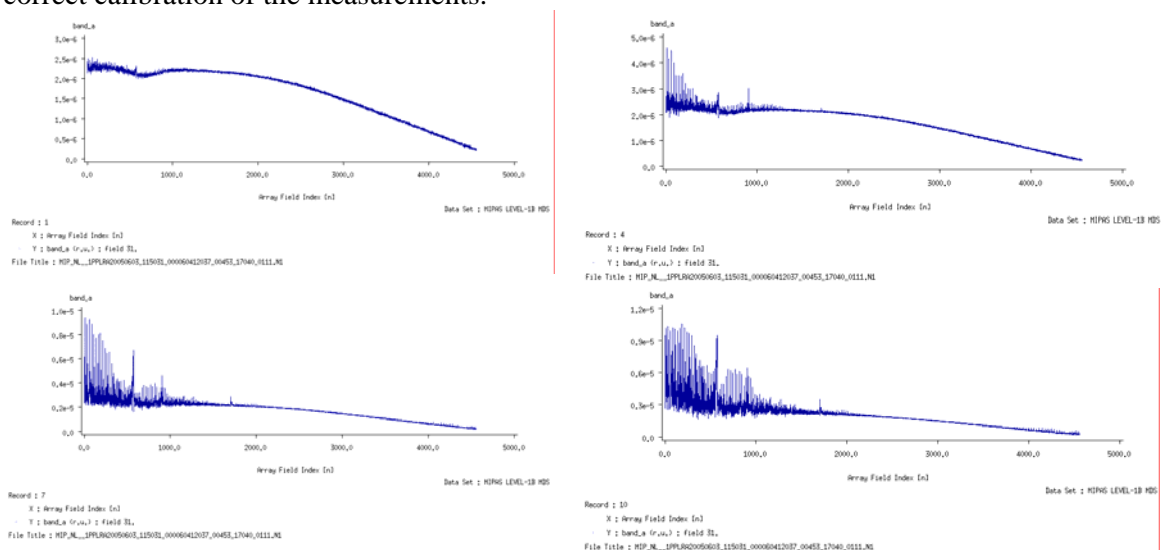 correct calibration of the measurements.
band_a
3.0e-6
2.5e-6
2.0e-6
1.5e-6
1.0e-6
0.5e-6
0.0
0.0 1000.0 2000.0 3000.0 4000.0 5000.0
Array Field Index [n]
Data Set : MIPAS LEVEL-1B MDS
Record : 1
X : Array Field Index [n]
Y : band_a (r.u.) : field 31.
File Title : MIP_NL__1PPLRA20050603_115031_000060412037_00453_17040_0111.N1
band_a
5.0e-6
4.0e-6
3.0e-6
2.0e-6
1.0e-6
0.0
0.0 1000.0 2000.0 3000.0 4000.0 5000.0
Array Field Index [n]
Data Set : MIPAS LEVEL-1B MDS
Record : 4
X : Array Field Index [n]
Y : band_a (r.u.) : field 31.
File Title : MIP_NL__1PPLRA20050603_115031_000060412037_00453_17040_0111.N1
band_a
1.0e-5
0.8e-5
0.6e-5
0.4e-5
0.2e-5
0.0
0.0 1000.0 2000.0 3000.0 4000.0 5000.0
Array Field Index [n]
Data Set : MIPAS LEVEL-1B MDS
Record : 7
X : Array Field Index [n]
Y : band_a (r.u.) : field 31.
File Title : MIP_NL__1PPLRA20050603_115031_000060412037_00453_17040_0111.N1
band_a
1.2e-5
0.9e-5
0.6e-5
0.3e-5
0.0
0.0 1000.0 2000.0 3000.0 4000.0 5000.0
Array Field Index [n]
Data Set : MIPAS LEVEL-1B MDS
Record : 10
X : Array Field Index [n]
Y : band_a (r.u.) : field 31.
File Title : MIP_NL__1PPLRA20050603_115031_000060412037_00453_17040_0111.N1